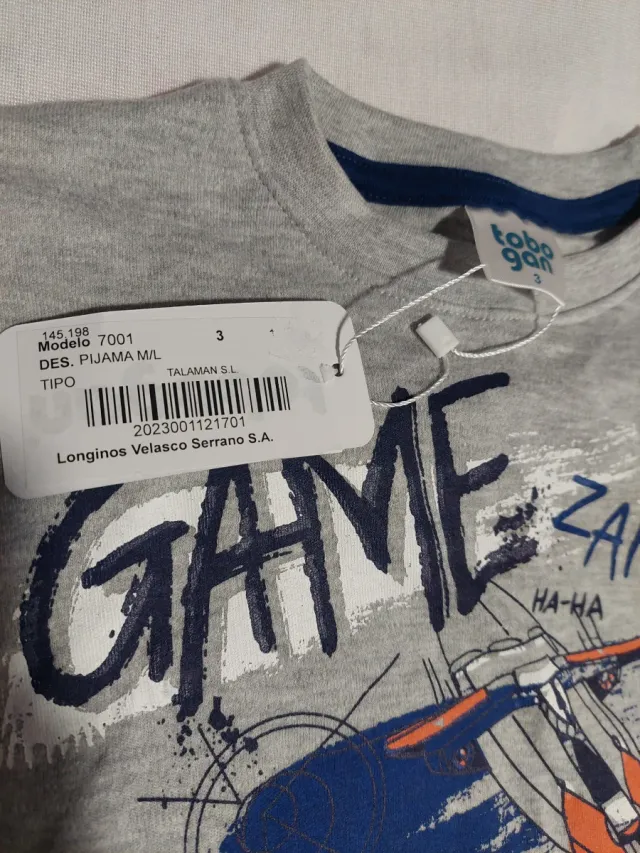 tobo
gan
3
145,198
Modelo 7001 3 1
DES. PIJAMA M/L
TIPO TALAMAN S.L
2023001121701
Longinos Velasco Serrano S.A.
GAME
HA-HA